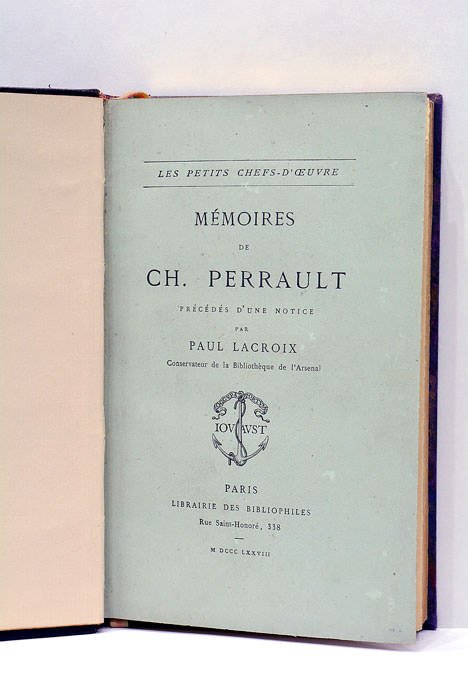 LES PETITS CHEFS-D'ŒUVRE
MÉMOIRES
DE
CH. PERRAULT
PRÉCÉDÉS D'UNE NOTICE
PAR
PAUL LACROIX
Conservateur de la Bibliothèque de l'Arsenal
IOVAVST
PARIS
LIBRAIRIE DES BIBLIOPHILES
Rue Saint-Honoré, 338
M DCCC LXXVIII